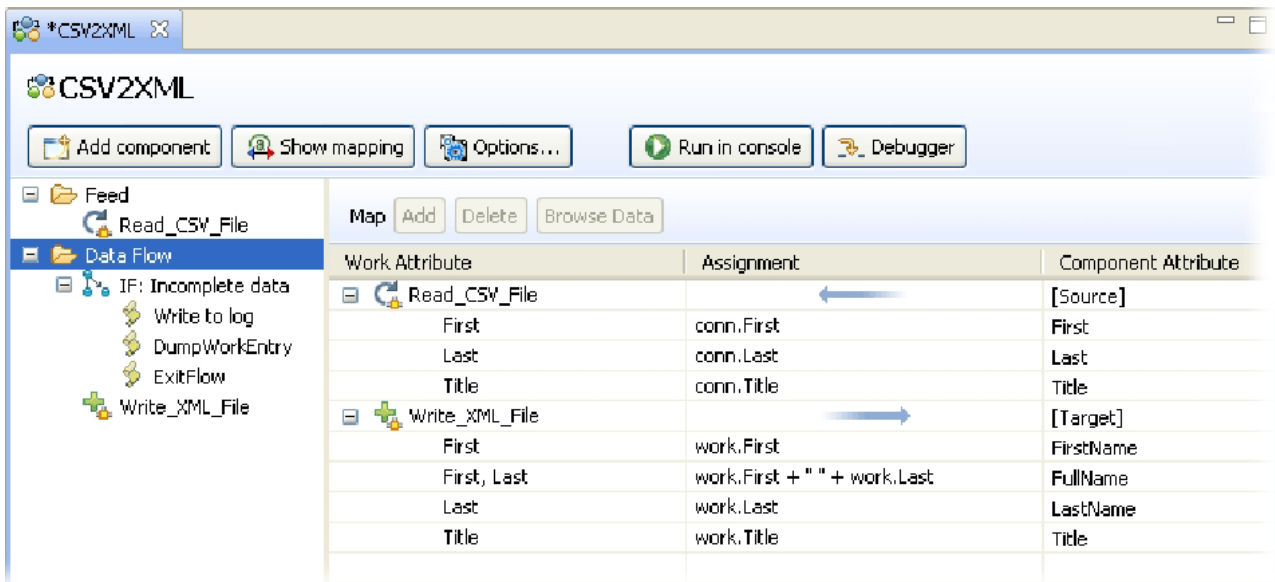 *CSV2XML
CSV2XML
Add component Show mapping Options... Run in console Debugger
Feed
Read_CSV_File
Data Flow
IF: Incomplete data
Write to log
DumpWorkEntry
ExitFlow
Write_XML_File
Map Add Delete Browse Data
Work Attribute Assignment Component Attribute
Read_CSV_File [Source]
First conn.First First
Last conn.Last Last
Title conn.Title Title
Write_XML_File [Target]
First work.First FirstName
First, Last work.First + " " + work.Last FullName
Last work.Last LastName
Title work.Title Title